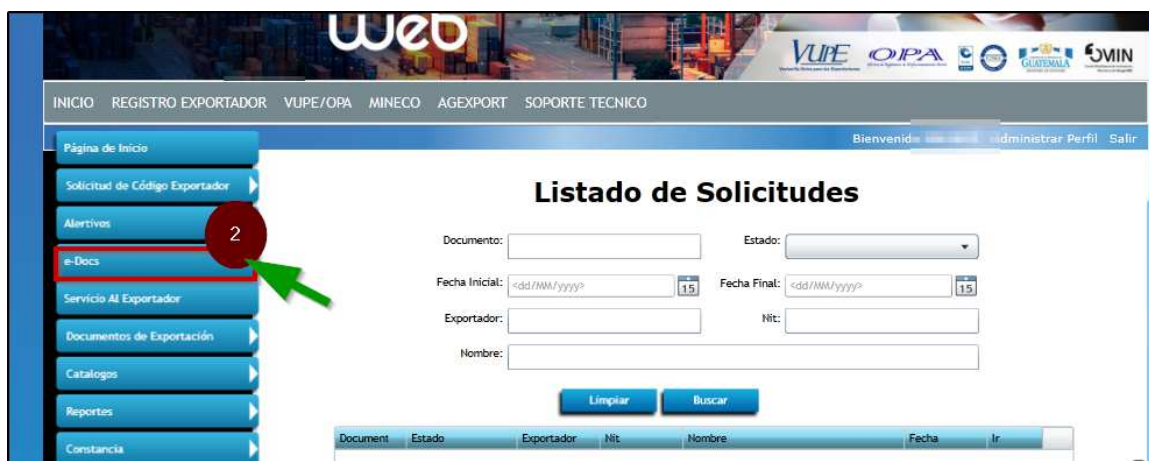 web
VUPE OPA GUATEMALA
INICIO REGISTRO EXPORTADOR VUPE/OPA MINECO AGEXPORT SOPORTE TECNICO
Administrar Perfil Salir
Página de Inicio
Solicitud de Código Exportador
Alertivos
2
e-Docs
Servicio Al Exportador
Documentos de Exportación
Catalogos
Reportes
Constancia
Listado de Solicitudes
Documento: Estado:
Fecha Inicial: <dd/MM/yyyy> 15 Fecha Final: <dd/MM/yyyy> 15
Exportador: Nit:
Nombre:
Limpiar Buscar
Document Estado Exportador Nit Nombre Fecha Ir